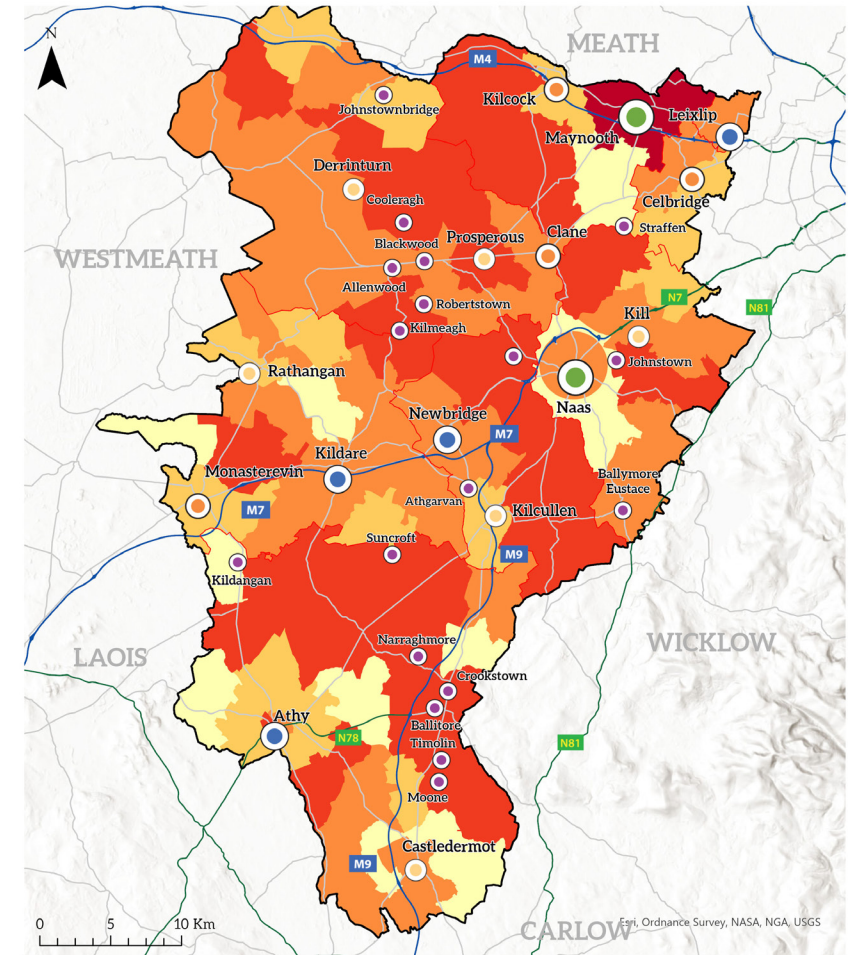 N
MEATH
M4
Kilcock
Johnstownbridge
Leixlip
Maynooth
Derrinturn
Celbridge
Cooleragh
Straffen
Clane
Prosperous
Blackwood
WESTMEATH
Allenwood
N7
Robertstown
N81
Kill
Kilmeagh
Johnstown
Rathangan
Naas
Newbridge
M7
Kildare
Monasterevin
Ballymore
Eustace
Athgarvan
M7
Kilcullen
Suncroft
M9
Kildangan
Narraghmore
WICKLOW
LAOIS
Crookstown
Athy
Ballitore
N78
Timolin
N81
Moone
Castledermot
M9
0 5 10 Km
Esri, Ordnance Survey, NASA, NGA, USGS
CARLOW